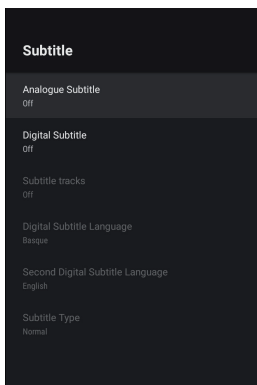 Subtitle
Analogue Subtitle
Off
Digital Subtitle
Off
Subtitle tracks
Off
Digital Subtitle Language
Basque
Second Digital Subtitle Language
English
Subtitle Type
Normal